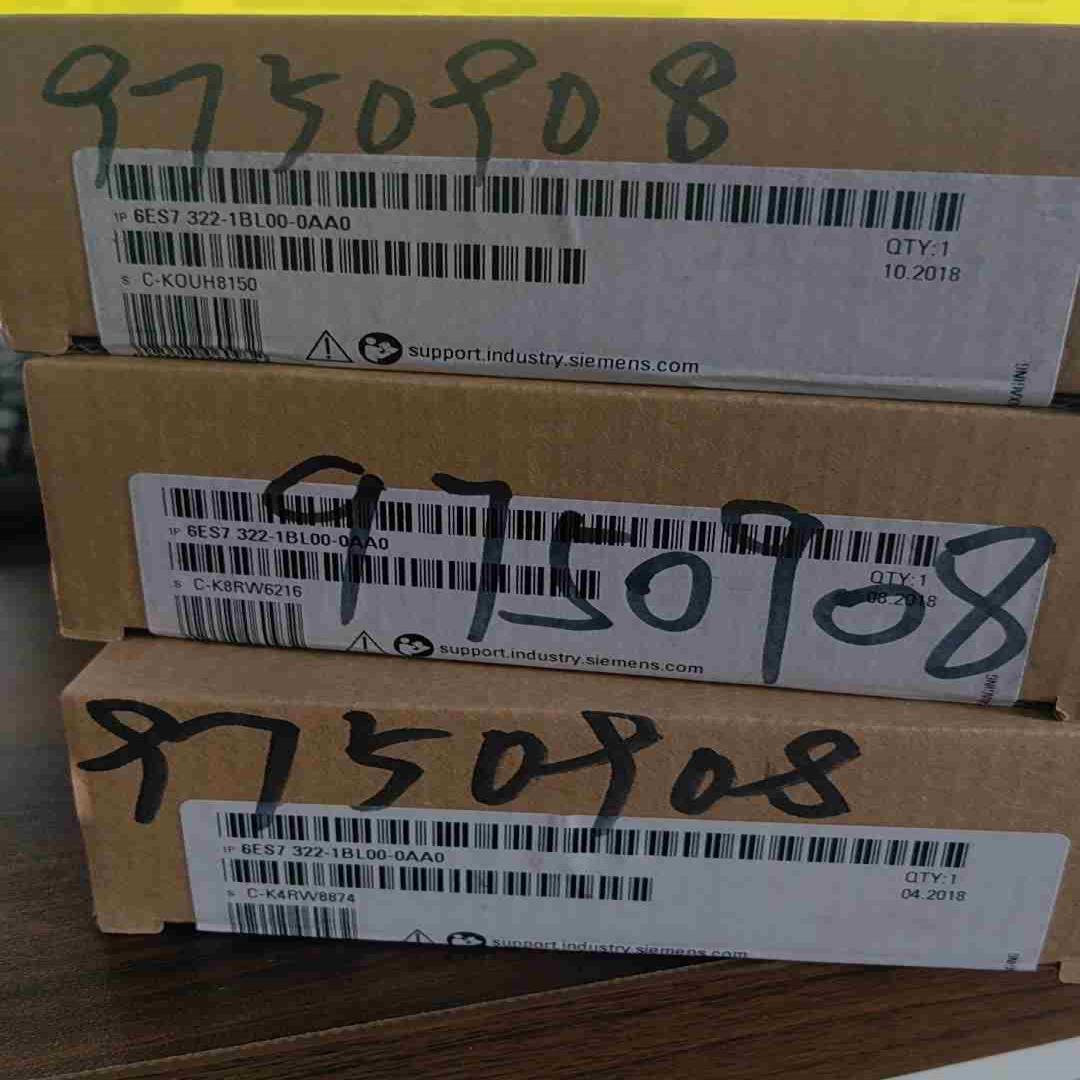 9750908
1P 6ES7 322-1BL00-0AA0
QTY:1
S C-KOUH8150
10.2018
support.industry.siemens.com
9750908
1P 6ES7 322-1BL00-0AA0
QTY:1
S C-K8RW6216
08.2018
support.industry.siemens.com
9750908
1P 6ES7 322-1BL00-0AA0
QTY:1
S C-K4RW8874
04.2018
support.industry.siemens.com